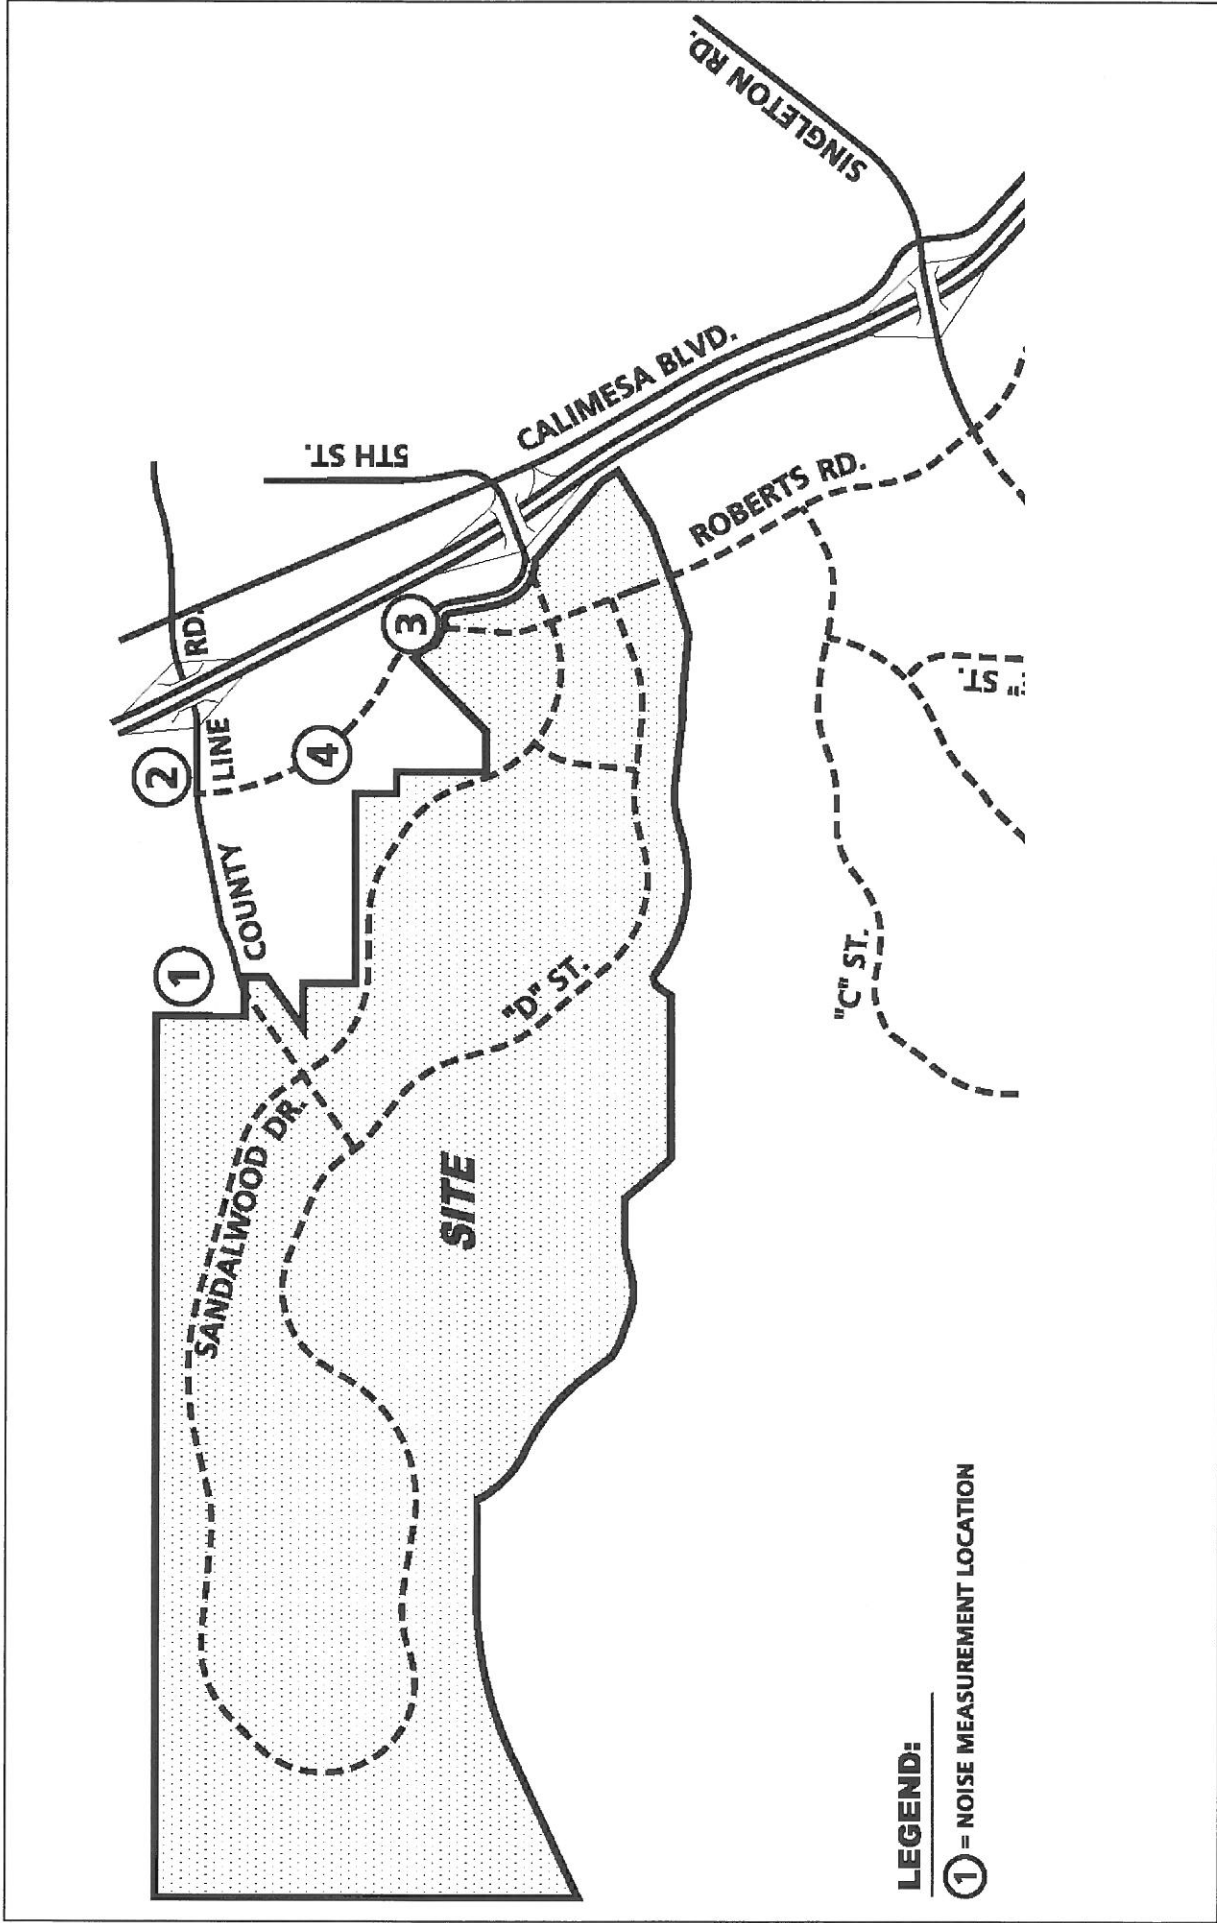 SINGLETON RD.
CALIMESA BLVD.
5TH ST.
ROBERTS RD.
COUNTY LINE RD.
1
2
3
4
SANDALWOOD DR.
"D" ST.
"C" ST.
" ST.
SITE
LEGEND:
1 = NOISE MEASUREMENT LOCATION